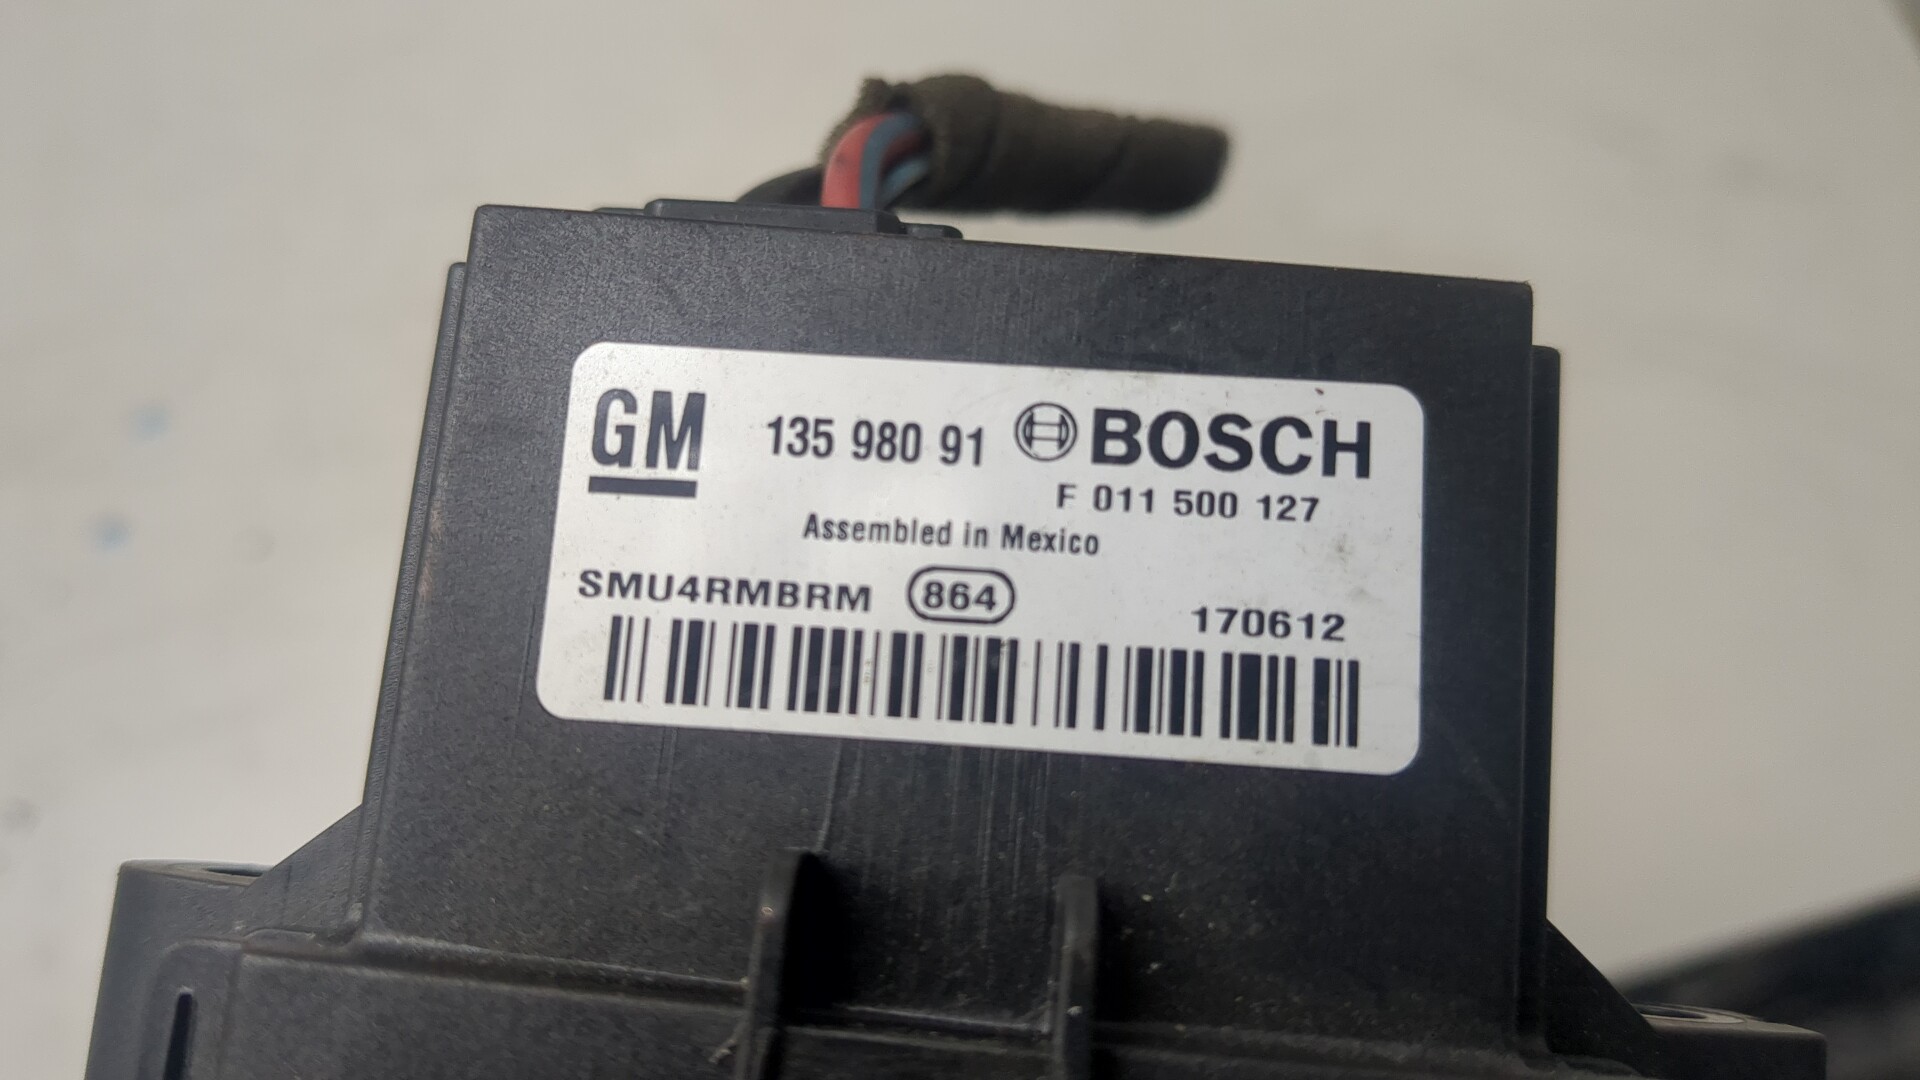 GM 135 980 91 BOSCH
F 011 500 127
Assembled in Mexico
SMU4RMBRM 864 170612